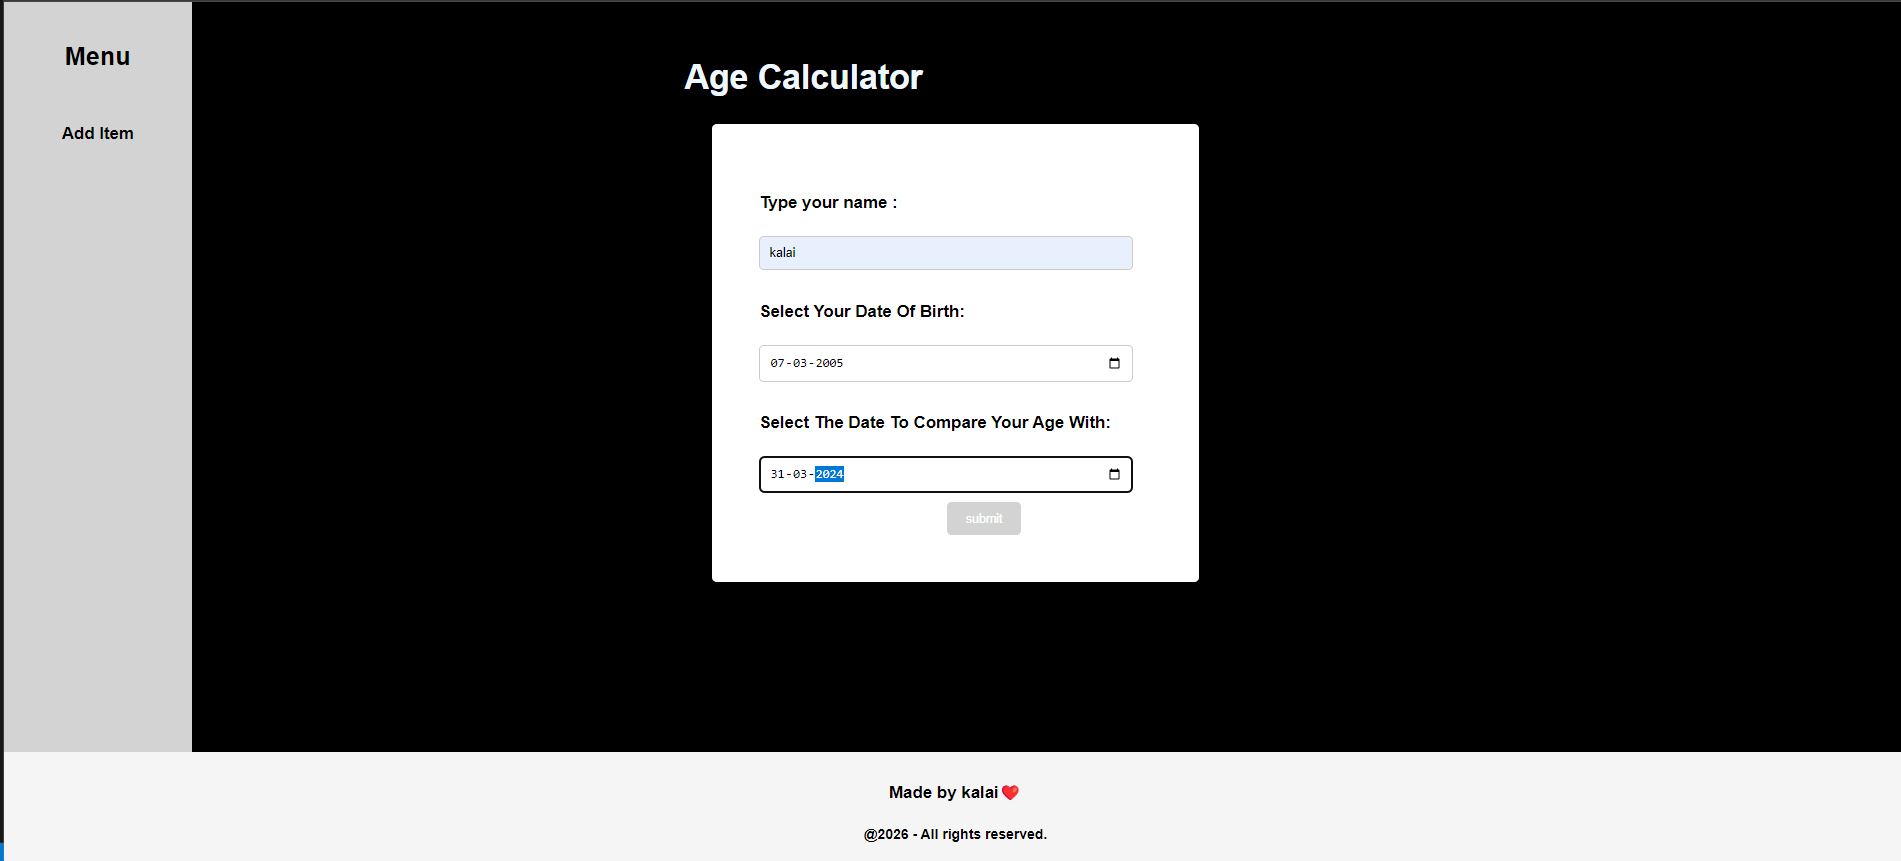 Menu
Add Item
Age Calculator
Type your name :
kalai
Select Your Date Of Birth:
07-03-2005
Select The Date To Compare Your Age With:
31-03-2024
submit
Made by kalai❤️
@2026 - All rights reserved.